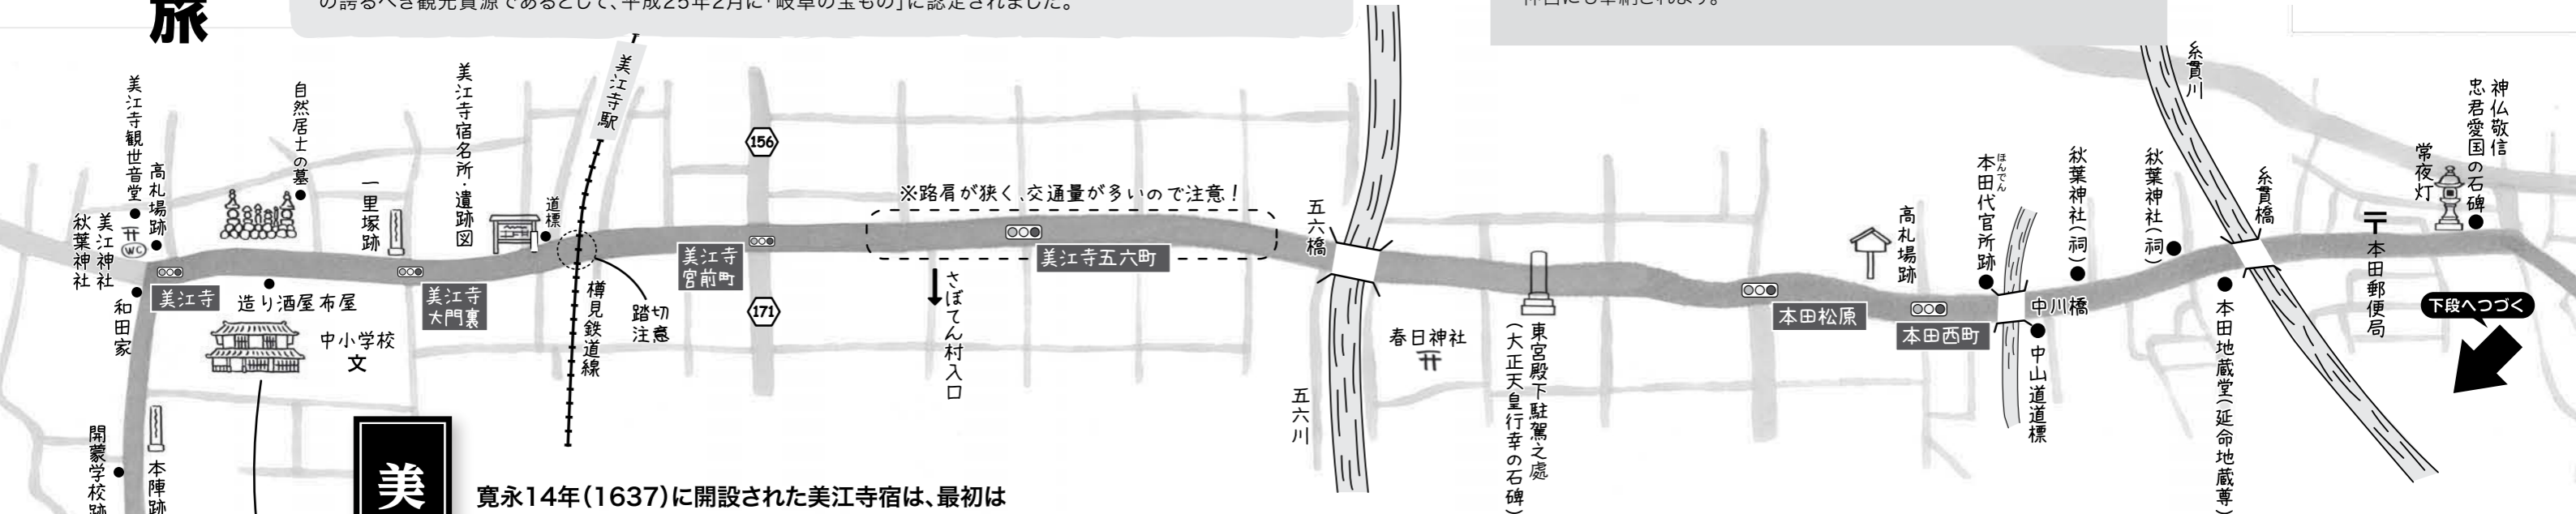 旅
の誇るべき観光資源であるとして、平成25年2月に「岐阜の宝もの」に認定されました。
美江寺観世音堂
高札場跡
美江神社
秋葉神社
WC
和田家
美江寺
自然居士の墓
造り酒屋 布屋
中小学校
文
開蒙学校跡
本陣跡
一里塚跡
美江寺
大門裏
美江寺宿名所・遺跡図
道標
美江寺駅
樽見鉄道線
踏切
注意
美江寺
宮前町
156
171
※路肩が狭く、交通量が多いので注意!
美江寺五六町
さぼてん村入口
五六橋
五六川
春日神社
東宮殿下駐駕之處
(大正天皇行幸の石碑)
本田松原
高札場跡
本田西町
ほんでん
本田代官所跡
中川橋
中山道道標
秋葉神社(祠)
秋葉神社(祠)
糸貫川
糸貫橋
本田地蔵堂(延命地蔵尊)
本田郵便局
常夜灯
神仏敬信
忠君愛国の石碑
下段へつづく
美
寛永14年(1637)に開設された美江寺宿は、最初は